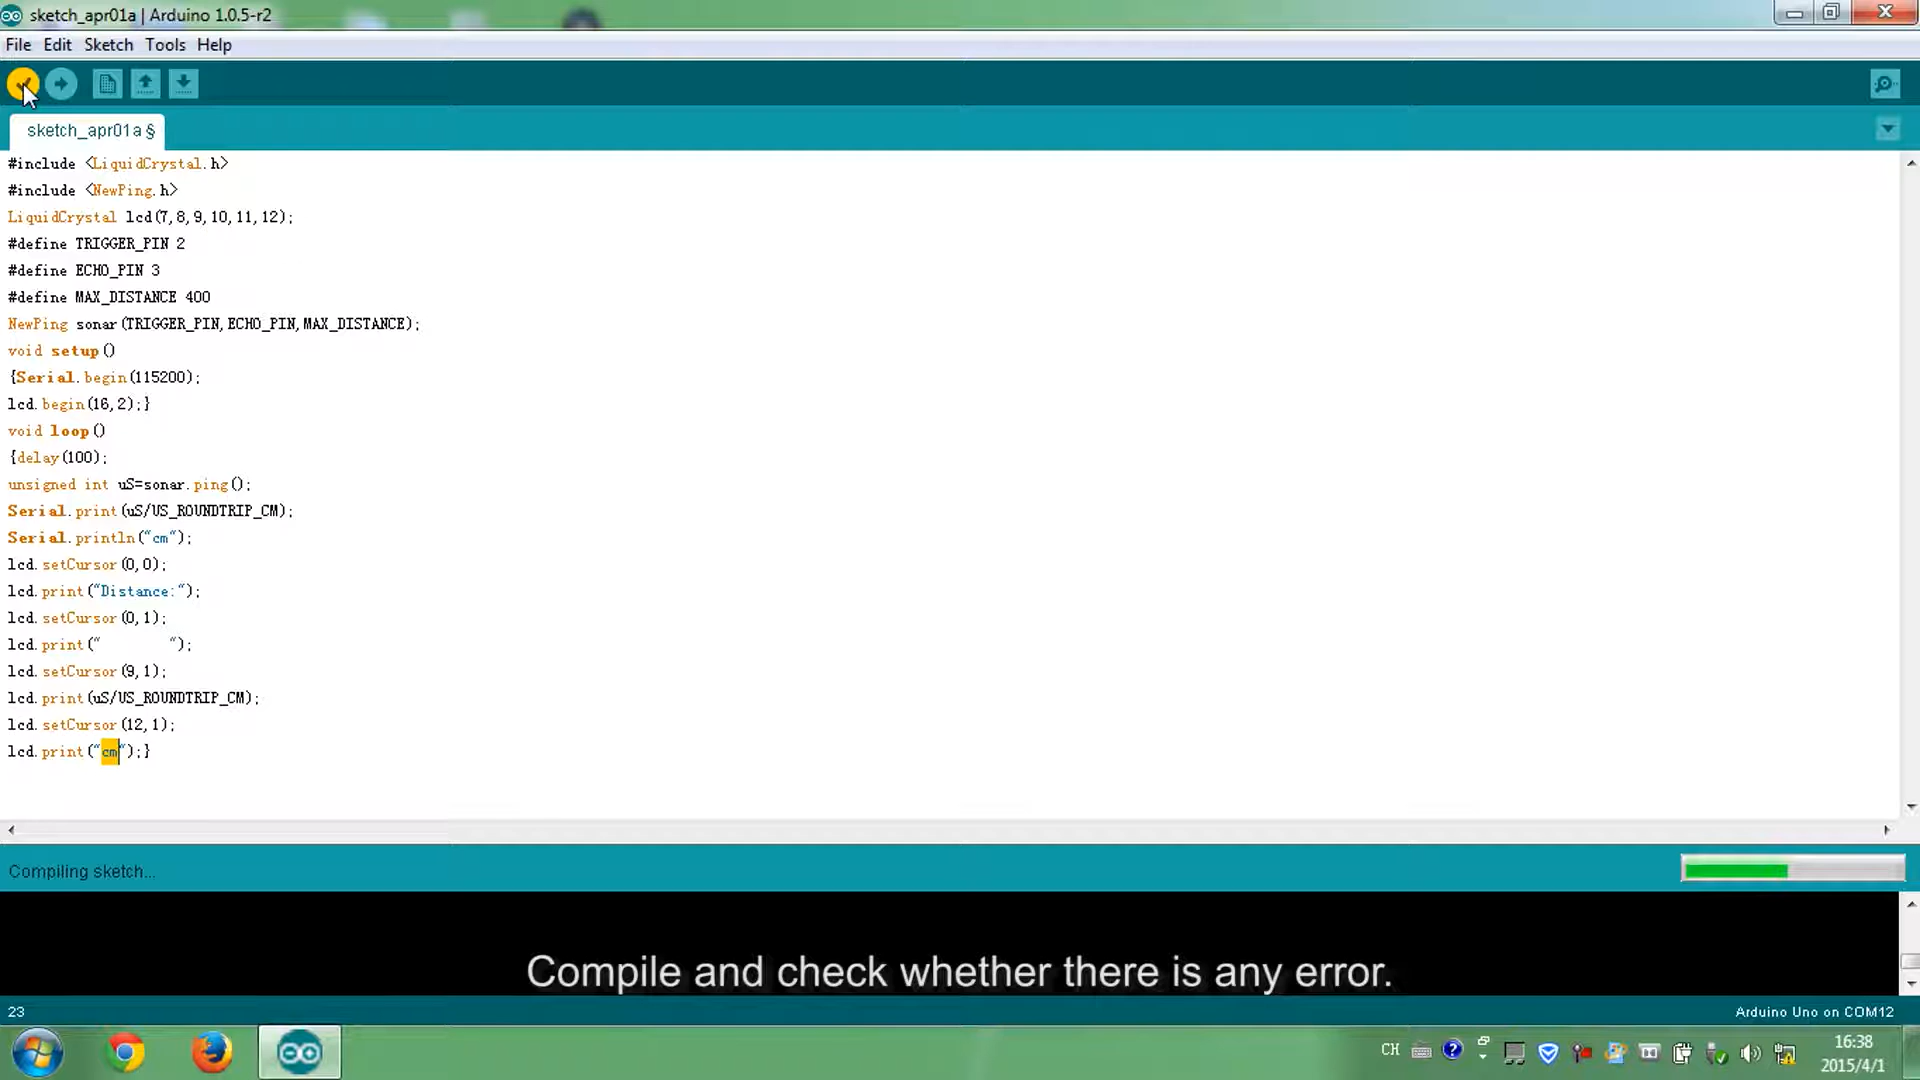 sketch_apr01a | Arduino 1.0.5-r2
File Edit Sketch Tools Help
sketch_apr01a §
#include <LiquidCrystal.h>
#include <NewPing.h>
LiquidCrystal lcd(7,8,9,10,11,12);
#define TRIGGER_PIN 2
#define ECHO_PIN 3
#define MAX_DISTANCE 400
NewPing sonar(TRIGGER_PIN,ECHO_PIN,MAX_DISTANCE);
void setup()
{Serial.begin(115200);
lcd.begin(16,2);}
void loop()
{delay(100);
unsigned int uS=sonar.ping();
Serial.print(uS/US_ROUNDTRIP_CM);
Serial.println("cm");
lcd.setCursor(0,0);
lcd.print("Distance:");
lcd.setCursor(0,1);
lcd.print("        ");
lcd.setCursor(9,1);
lcd.print(uS/US_ROUNDTRIP_CM);
lcd.setCursor(12,1);
lcd.print("cm");}
Compiling sketch...
Compile and check whether there is any error.
23
Arduino Uno on COM12
CH
16:38
2015/4/1